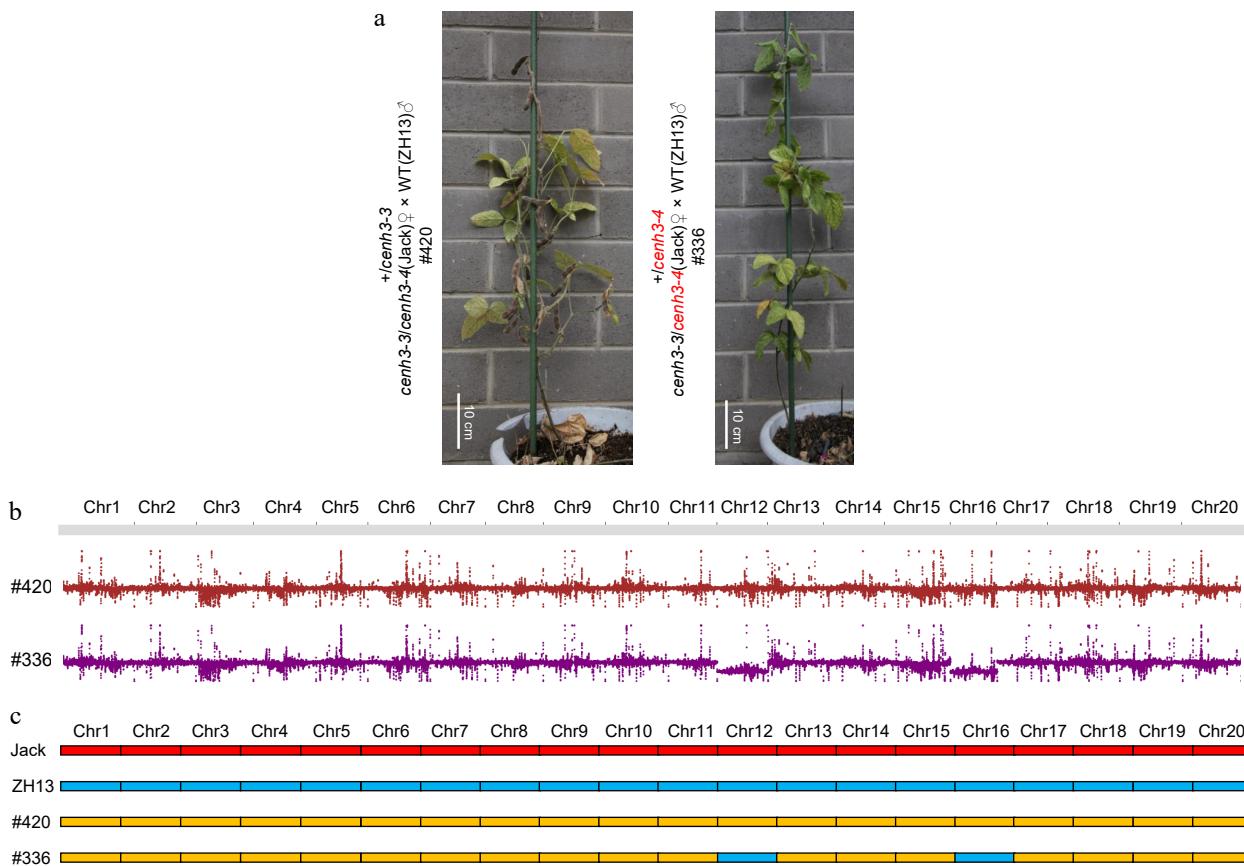 a
+/cenh3-3
cenh3-3/cenh3-4(Jack)♀ × WT(ZH13)♂
#420
10 cm
+/cenh3-4
cenh3-3/cenh3-4(Jack)♀ × WT(ZH13)♂
#336
10 cm
b
Chr1 Chr2 Chr3 Chr4 Chr5 Chr6 Chr7 Chr8 Chr9 Chr10 Chr11 Chr12 Chr13 Chr14 Chr15 Chr16 Chr17 Chr18 Chr19 Chr20
#420
#336
c
Chr1 Chr2 Chr3 Chr4 Chr5 Chr6 Chr7 Chr8 Chr9 Chr10 Chr11 Chr12 Chr13 Chr14 Chr15 Chr16 Chr17 Chr18 Chr19 Chr20
Jack
ZH13
#420
#336